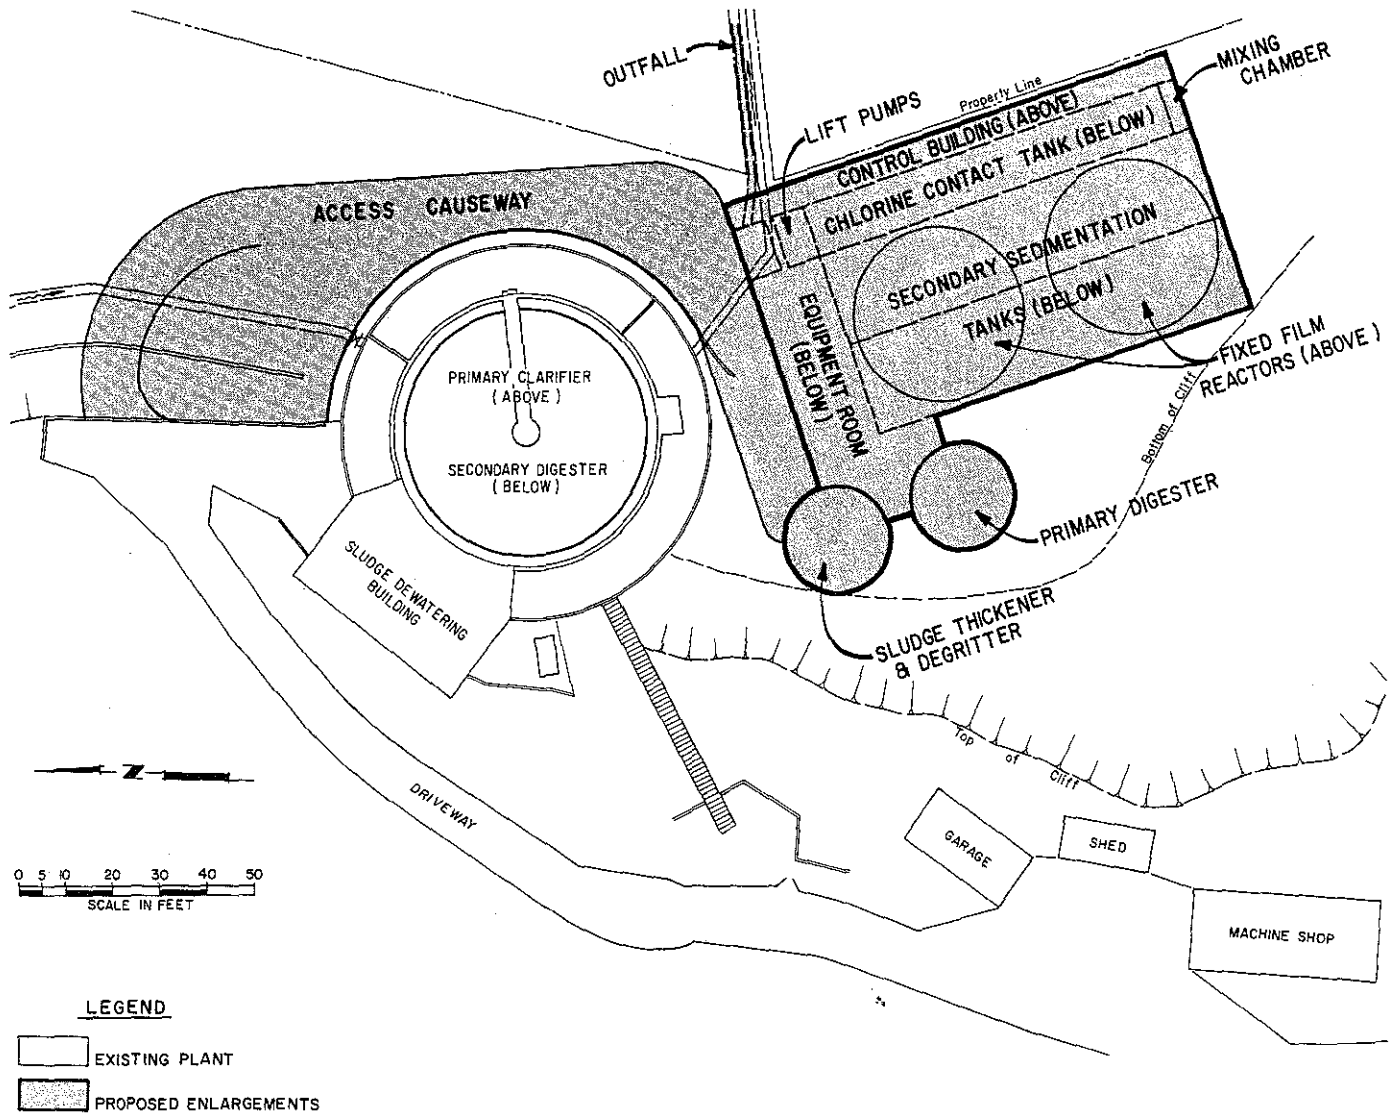 OUTFALL
MIXING
CHAMBER
LIFT PUMPS
Property Line
CONTROL BUILDING (ABOVE)
CHLORINE CONTACT TANK (BELOW)
ACCESS CAUSEWAY
SECONDARY SEDIMENTATION
TANKS (BELOW)
EQUIPMENT ROOM
(BELOW)
FIXED FILM
REACTORS (ABOVE)
PRIMARY CLARIFIER
(ABOVE)
SECONDARY DIGESTER
(BELOW)
Bottom of Cliff
PRIMARY DIGESTER
SLUDGE DEWATERING
BUILDING
SLUDGE THICKENER
& DEGRITTER
Top of Cliff
N
DRIVEWAY
GARAGE
SHED
MACHINE SHOP
0 5 10 20 30 40 50
SCALE IN FEET
LEGEND
EXISTING PLANT
PROPOSED ENLARGEMENTS